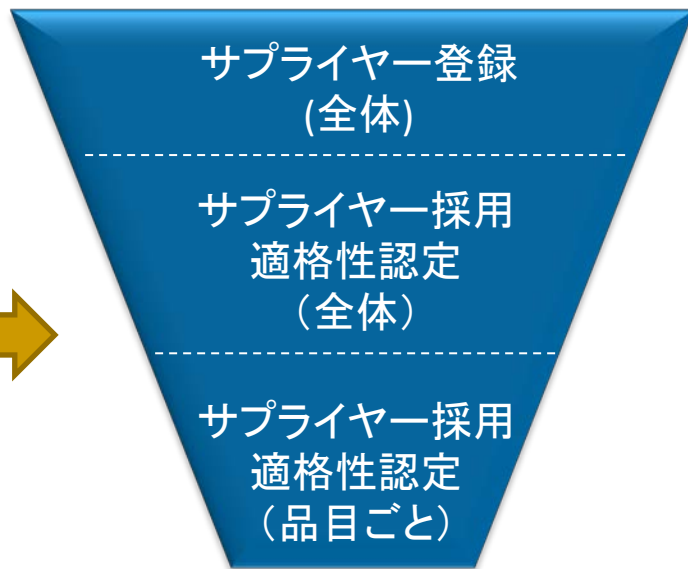 サプライヤー登録
(全体)
サプライヤー採用
適格性認定
（全体）
サプライヤー採用
適格性認定
（品目ごと）